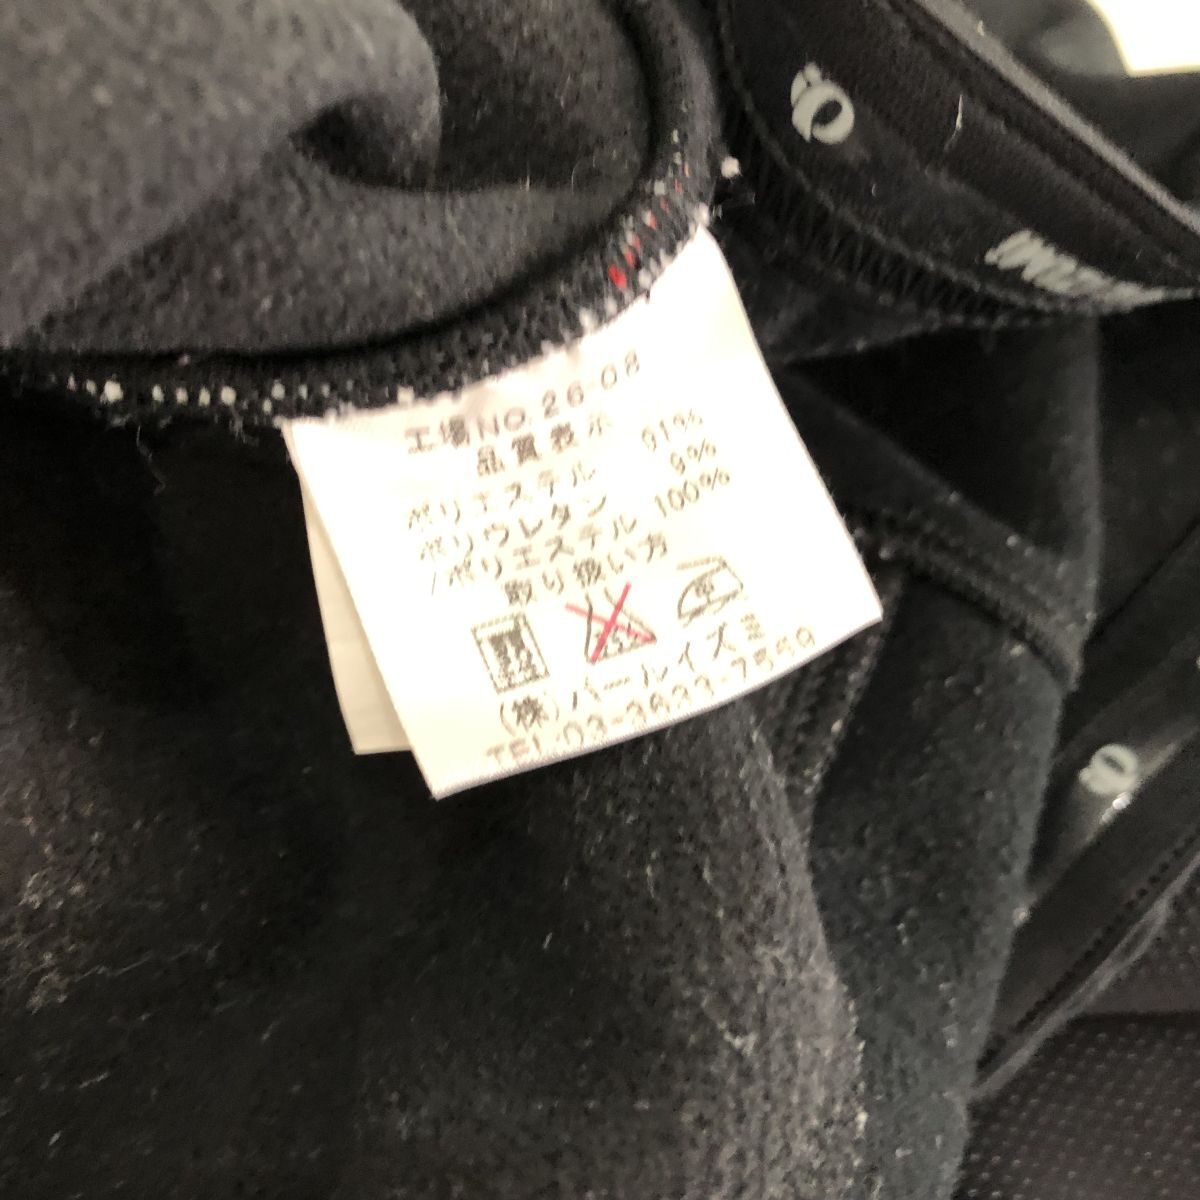 工場NO.26-08
品質表示
ポリエステル 91%
ポリウレタン 9%
/ポリエステル 100%
取り扱い方
(株)パールイズミ
TEL03-3633-7559